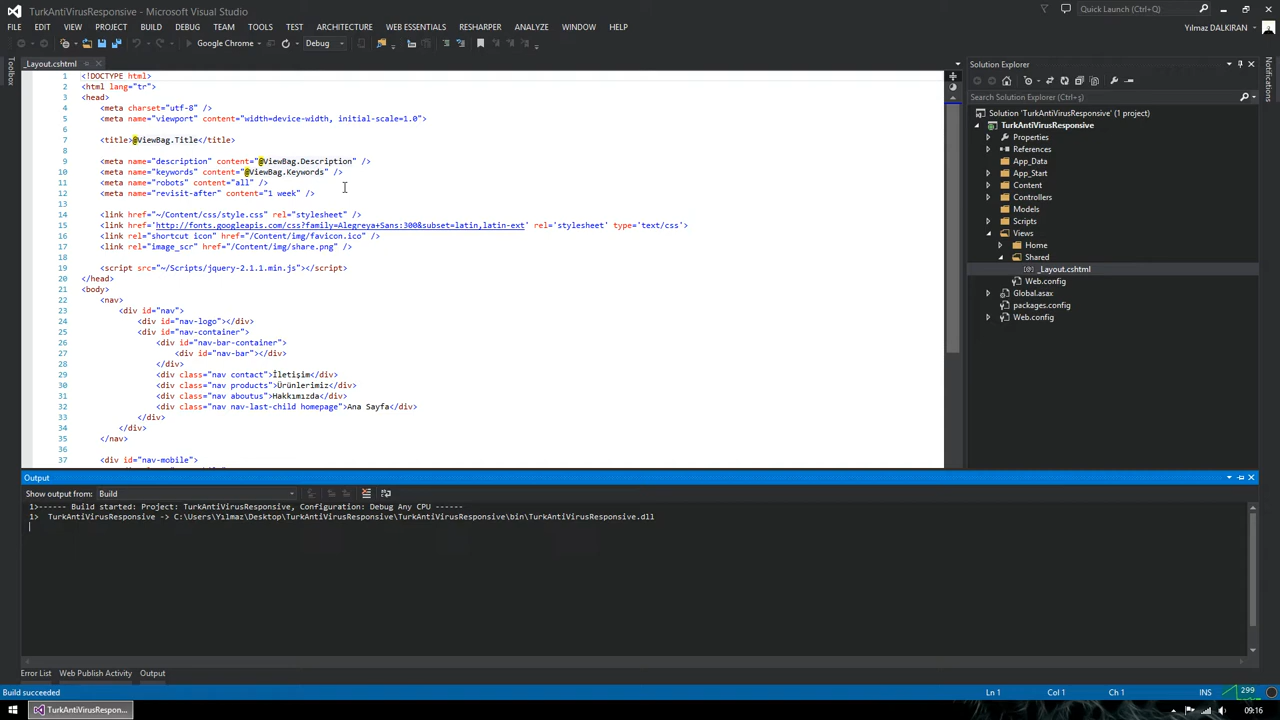 TurkAntiVirusResponsive - Microsoft Visual Studio
Quick Launch (Ctrl+Q)
FILE EDIT VIEW PROJECT BUILD DEBUG TEAM TOOLS TEST ARCHITECTURE WEB ESSENTIALS RESHARPER ANALYZE WINDOW HELP
Yılmaz DALKIRAN
Google Chrome Debug
Toolbox
_Layout.cshtml
Solution Explorer
Notifications
1 <!DOCTYPE html>
2 <html lang="tr">
3 <head>
4 <meta charset="utf-8" />
5 <meta name="viewport" content="width=device-width, initial-scale=1.0">
6
7 <title>@ViewBag.Title</title>
8
9 <meta name="description" content="@ViewBag.Description" />
10 <meta name="keywords" content="@ViewBag.Keywords" />
11 <meta name="robots" content="all" />
12 <meta name="revisit-after" content="1 week" />
13
14 <link href="~/Content/css/style.css" rel="stylesheet" />
15 <link href='http://fonts.googleapis.com/css?family=Alegreya+Sans:300&subset=latin,latin-ext' rel='stylesheet' type='text/css'>
16 <link rel="shortcut icon" href="/Content/img/favicon.ico" />
17 <link rel="image_scr" href="/Content/img/share.png" />
18
19 <script src="~/Scripts/jquery-2.1.1.min.js"></script>
20 </head>
21 <body>
22 <nav>
23 <div id="nav">
24 <div id="nav-logo"></div>
25 <div id="nav-container">
26 <div id="nav-bar-container">
27 <div id="nav-bar"></div>
28 </div>
29 <div class="nav contact">İletişim</div>
30 <div class="nav products">Ürünlerimiz</div>
31 <div class="nav aboutus">Hakkımızda</div>
32 <div class="nav nav-last-child homepage">Ana Sayfa</div>
33 </div>
34 </div>
35 </nav>
36
37 <div id="nav-mobile">
Search Solution Explorer (Ctrl+ş)
Solution 'TurkAntiVirusResponsive' (1 project)
TurkAntiVirusResponsive
Properties
References
App_Data
App_Start
Content
Controllers
Models
Scripts
Views
Home
Shared
_Layout.cshtml
Web.config
Global.asax
packages.config
Web.config
Output
Show output from: Build
1>------ Build started: Project: TurkAntiVirusResponsive, Configuration: Debug Any CPU ------
1> TurkAntiVirusResponsive -> C:\Users\Yılmaz\Desktop\TurkAntiVirusResponsive\TurkAntiVirusResponsive\bin\TurkAntiVirusResponsive.dll
Error List Web Publish Activity Output
Build succeeded Ln 1 Col 1 Ch 1 INS 299
TurkAntiVirusRespon... 09:16